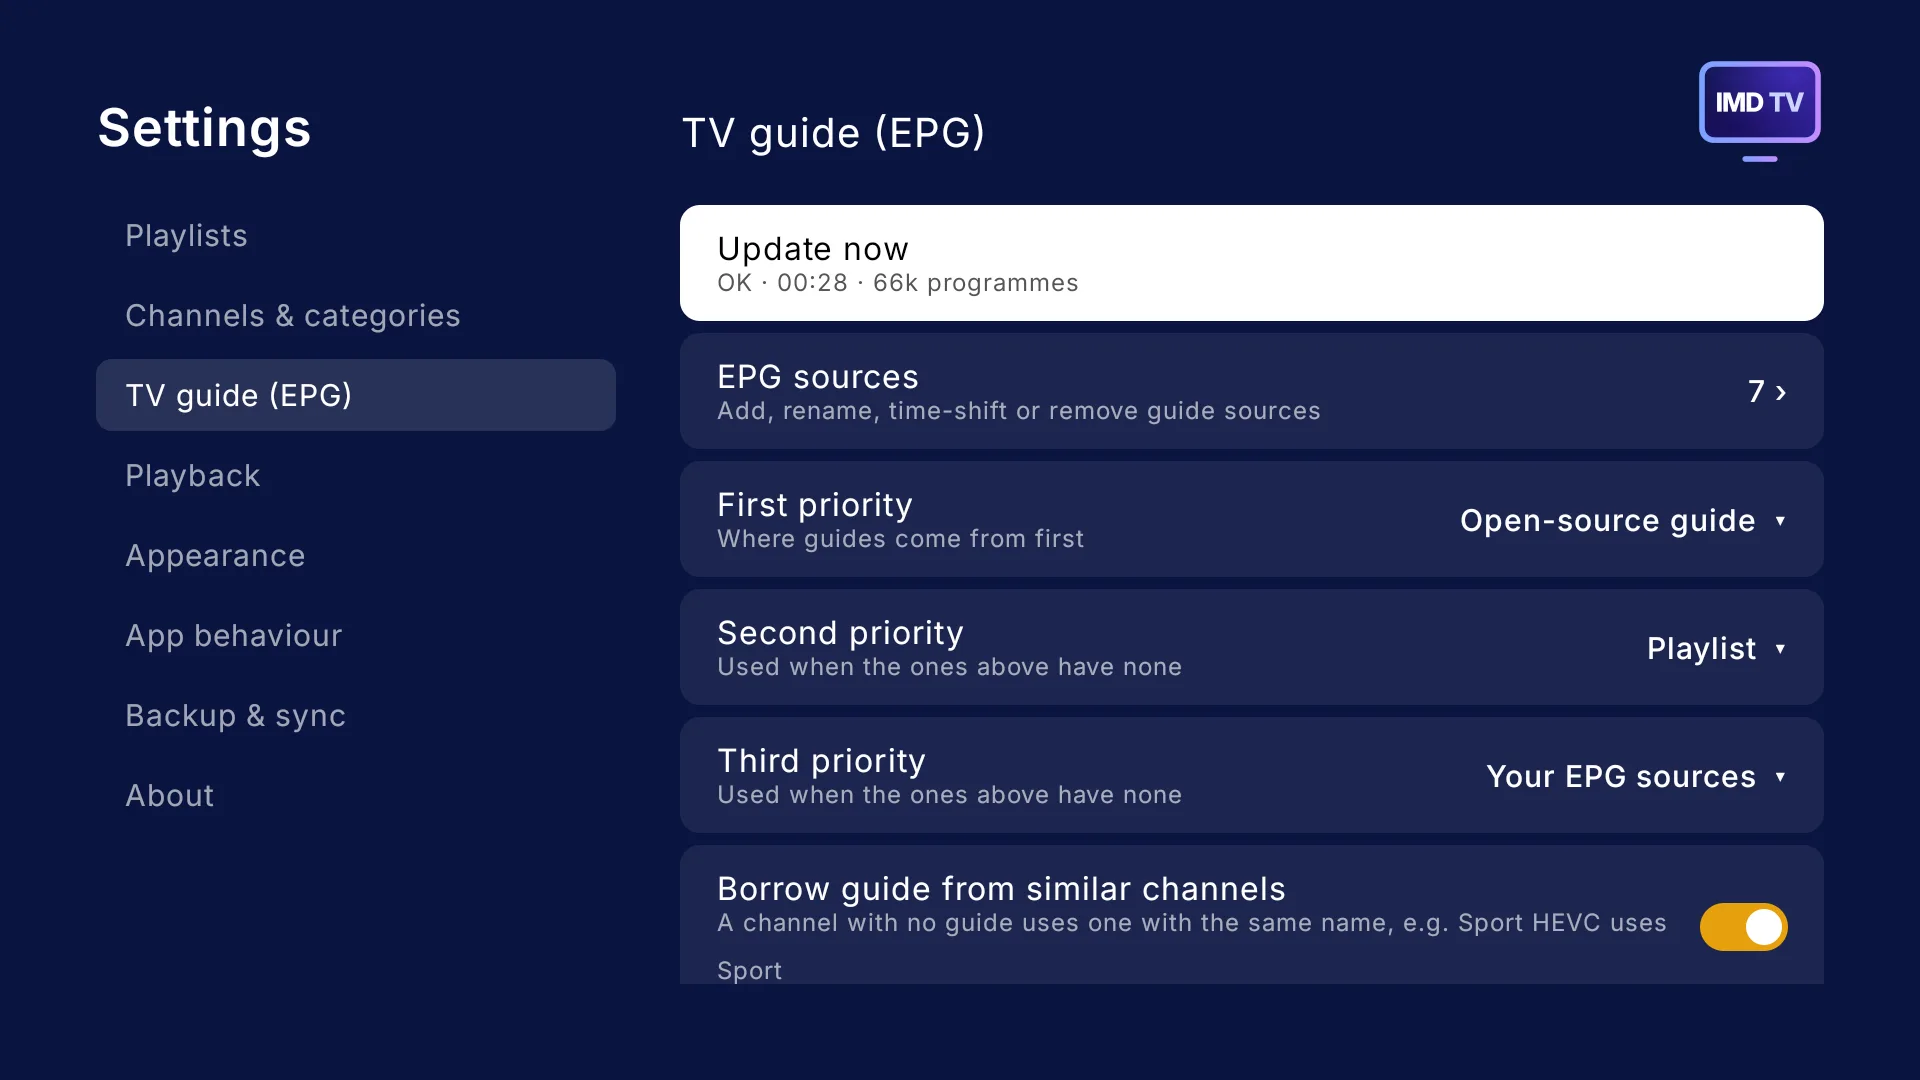 Settings
Playlists
Channels & categories
TV guide (EPG)
Playback
Appearance
App behaviour
Backup & sync
About
TV guide (EPG)
IMD TV
Update now
OK · 00:28 · 66k programmes
EPG sources
Add, rename, time-shift or remove guide sources
7 ›
First priority
Where guides come from first
Open-source guide ▾
Second priority
Used when the ones above have none
Playlist ▾
Third priority
Used when the ones above have none
Your EPG sources ▾
Borrow guide from similar channels
A channel with no guide uses one with the same name, e.g. Sport HEVC uses
Sport